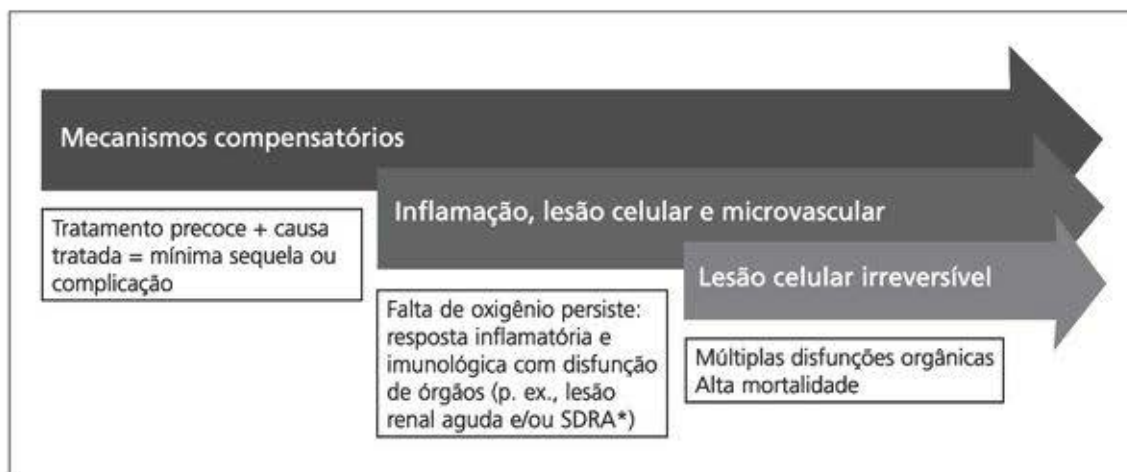 Mecanismos compensatórios
Tratamento precoce + causa
tratada = mínima sequela ou
complicação
Inflamação, lesão celular e microvascular
Falta de oxigênio persiste:
resposta inflamatória e
imunológica com disfunção
de órgãos (p. ex., lesão
renal aguda e/ou SDRA*)
Lesão celular irreversível
Múltiplas disfunções orgânicas
Alta mortalidade